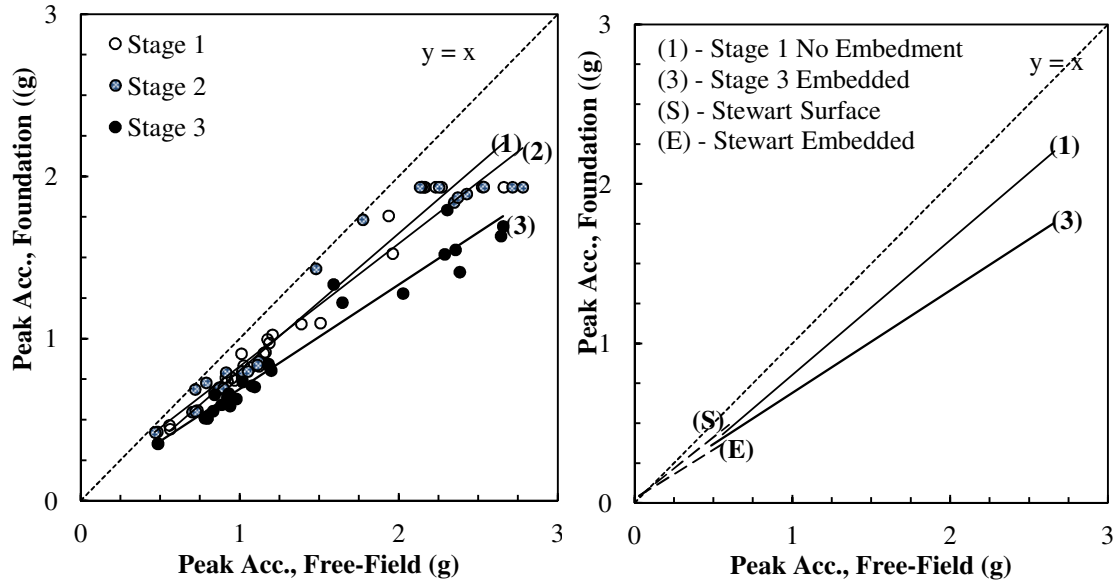 3
2
1
0
Peak Acc., Foundation ((g)
Stage 1
Stage 2
Stage 3
y = x
(1)
(2)
(3)
0
1
2
3
Peak Acc., Free-Field (g)
3
2
1
0
Peak Acc., Foundation ((g)
(1) - Stage 1 No Embedment
(3) - Stage 3 Embedded
(S) - Stewart Surface
(E) - Stewart Embedded
y = x
(1)
(3)
(S)
(E)
0
1
2
3
Peak Acc., Free-Field (g)